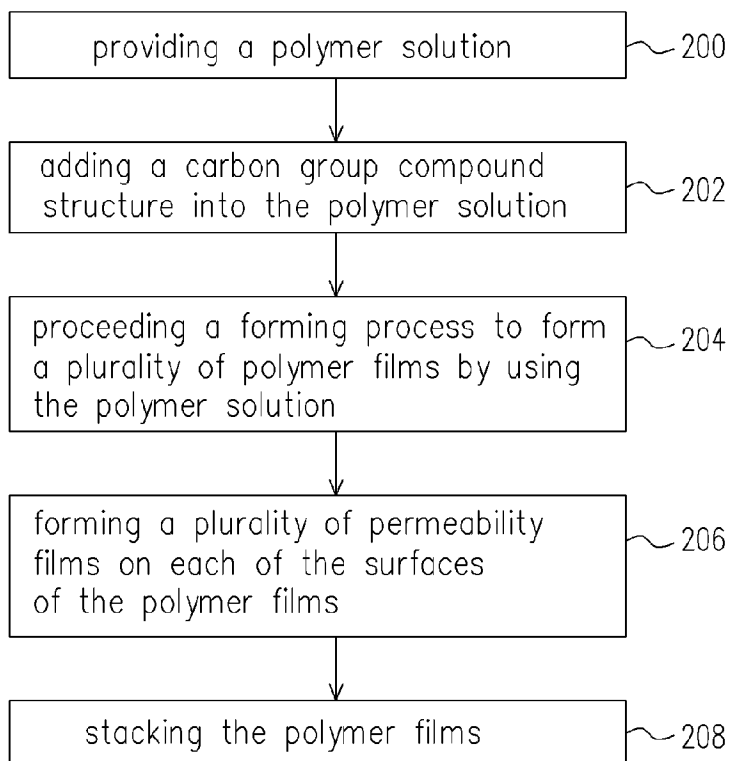 providing a polymer solution
200
adding a carbon group compound
structure into the polymer solution
202
proceeding a forming process to form
a plurality of polymer films by using
the polymer solution
204
forming a plurality of permeability
films on each of the surfaces
of the polymer films
206
stacking the polymer films
208